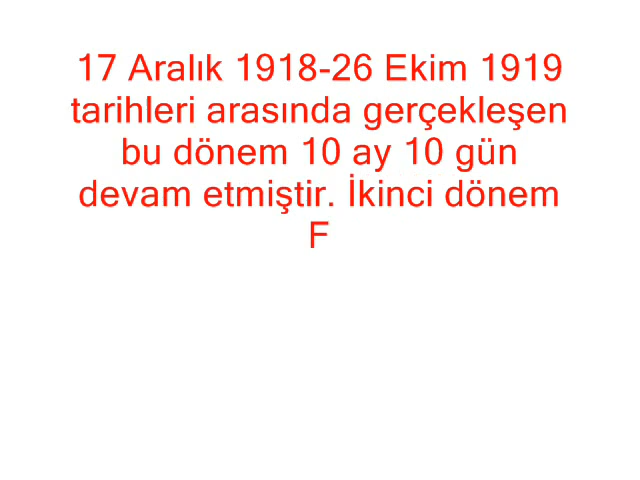 17 Aralık 1918-26 Ekim 1919
tarihleri arasında gerçekleşen
bu dönem 10 ay 10 gün
devam etmiştir. İkinci dönem
F